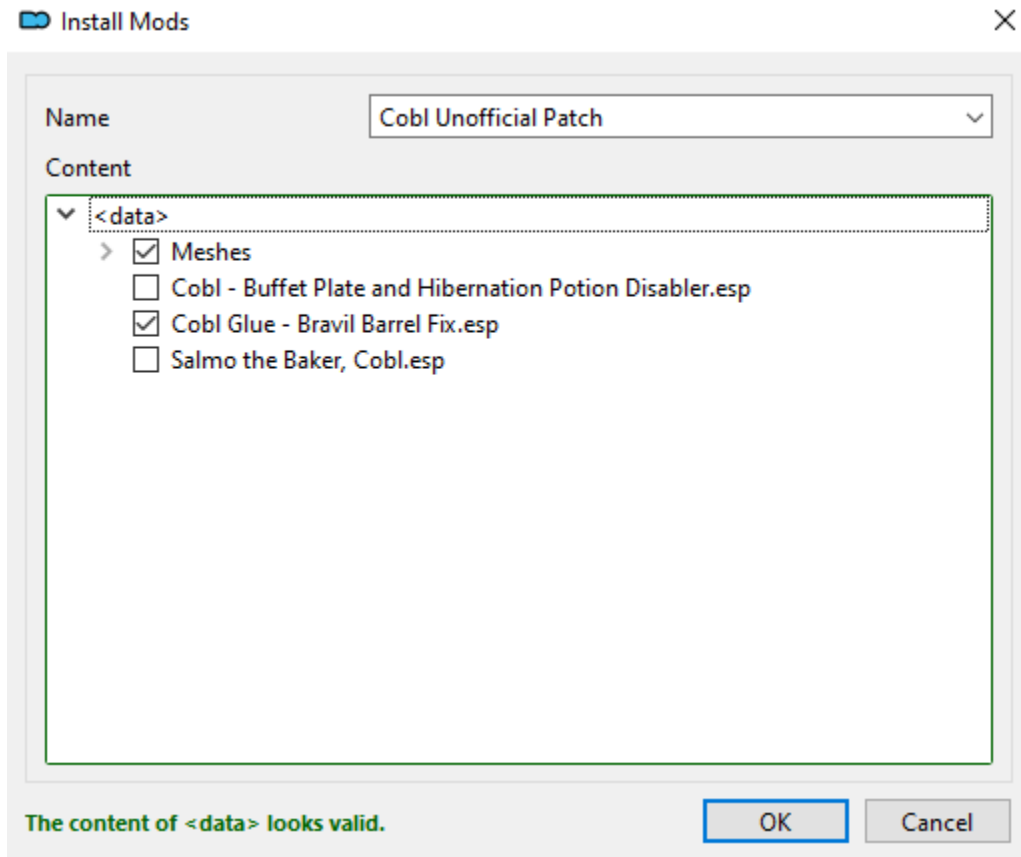 Install Mods
Name
Cobl Unofficial Patch
Content
<data>
Meshes
Cobl - Buffet Plate and Hibernation Potion Disabler.esp
Cobl Glue - Bravil Barrel Fix.esp
Salmo the Baker, Cobl.esp
The content of <data> looks valid.
OK
Cancel